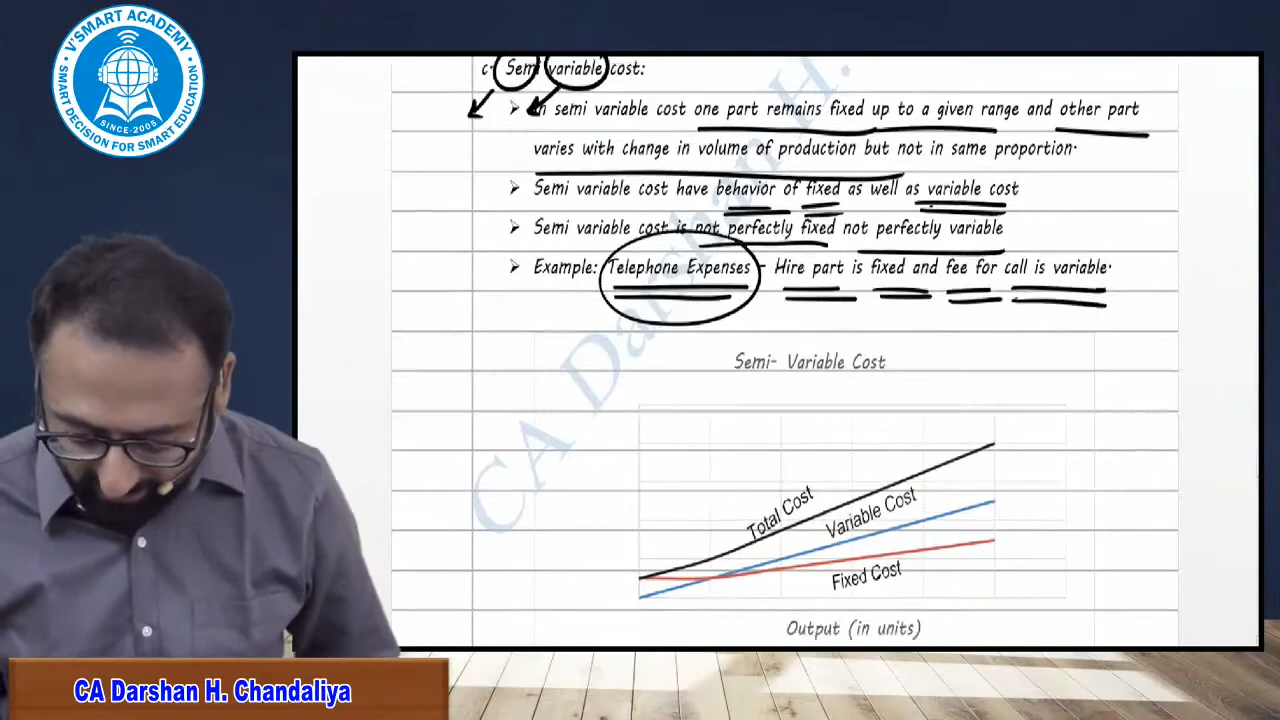 V'SMART ACADEMY
SINCE-2005
SMART DECISION FOR SMART EDUCATION
c. Semi variable cost:
In semi variable cost one part remains fixed up to a given range and other part
varies with change in volume of production but not in same proportion.
Semi variable cost have behavior of fixed as well as variable cost
Semi variable cost is not perfectly fixed not perfectly variable
Example: Telephone Expenses - Hire part is fixed and fee for call is variable.
CA Darshan H.
Semi- Variable Cost
Total Cost
Variable Cost
Fixed Cost
Output (in units)
CA Darshan H. Chandaliya